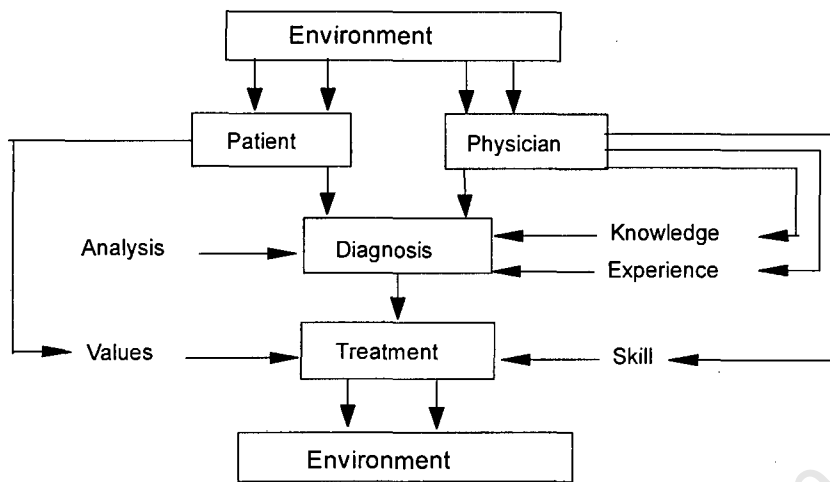 Environment
Patient
Physician
Analysis
Diagnosis
Knowledge
Experience
Values
Treatment
Skill
Environment